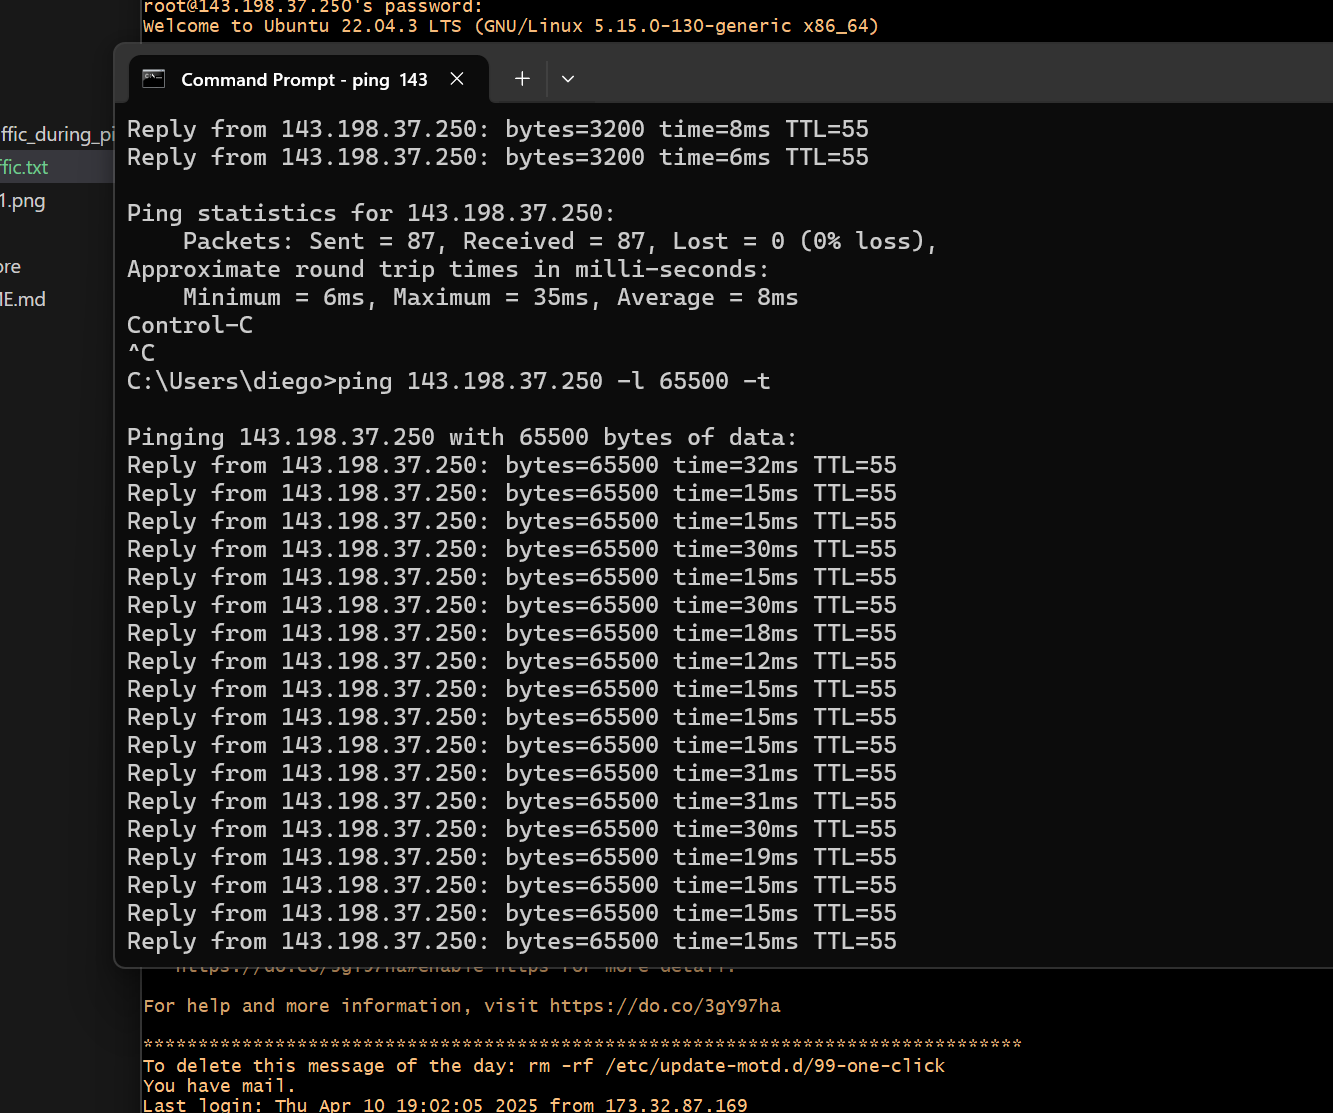 root@143.198.37.250's password:
Welcome to Ubuntu 22.04.3 LTS (GNU/Linux 5.15.0-130-generic x86_64)
Command Prompt - ping 143
ffic_during_pi
ffic.txt
1.png
ore
IE.md
Reply from 143.198.37.250: bytes=3200 time=8ms TTL=55
Reply from 143.198.37.250: bytes=3200 time=6ms TTL=55
Ping statistics for 143.198.37.250:
Packets: Sent = 87, Received = 87, Lost = 0 (0% loss),
Approximate round trip times in milli-seconds:
Minimum = 6ms, Maximum = 35ms, Average = 8ms
Control-C
^C
C:\Users\diego>ping 143.198.37.250 -l 65500 -t
Pinging 143.198.37.250 with 65500 bytes of data:
Reply from 143.198.37.250: bytes=65500 time=32ms TTL=55
Reply from 143.198.37.250: bytes=65500 time=15ms TTL=55
Reply from 143.198.37.250: bytes=65500 time=15ms TTL=55
Reply from 143.198.37.250: bytes=65500 time=30ms TTL=55
Reply from 143.198.37.250: bytes=65500 time=15ms TTL=55
Reply from 143.198.37.250: bytes=65500 time=30ms TTL=55
Reply from 143.198.37.250: bytes=65500 time=18ms TTL=55
Reply from 143.198.37.250: bytes=65500 time=12ms TTL=55
Reply from 143.198.37.250: bytes=65500 time=15ms TTL=55
Reply from 143.198.37.250: bytes=65500 time=15ms TTL=55
Reply from 143.198.37.250: bytes=65500 time=15ms TTL=55
Reply from 143.198.37.250: bytes=65500 time=31ms TTL=55
Reply from 143.198.37.250: bytes=65500 time=31ms TTL=55
Reply from 143.198.37.250: bytes=65500 time=30ms TTL=55
Reply from 143.198.37.250: bytes=65500 time=19ms TTL=55
Reply from 143.198.37.250: bytes=65500 time=15ms TTL=55
Reply from 143.198.37.250: bytes=65500 time=15ms TTL=55
Reply from 143.198.37.250: bytes=65500 time=15ms TTL=55
https://do.co/3gY97ha#enable-https for more detail.
For help and more information, visit https://do.co/3gY97ha
********************************************************************************
To delete this message of the day: rm -rf /etc/update-motd.d/99-one-click
You have mail.
Last login: Thu Apr 10 19:02:05 2025 from 173.32.87.169